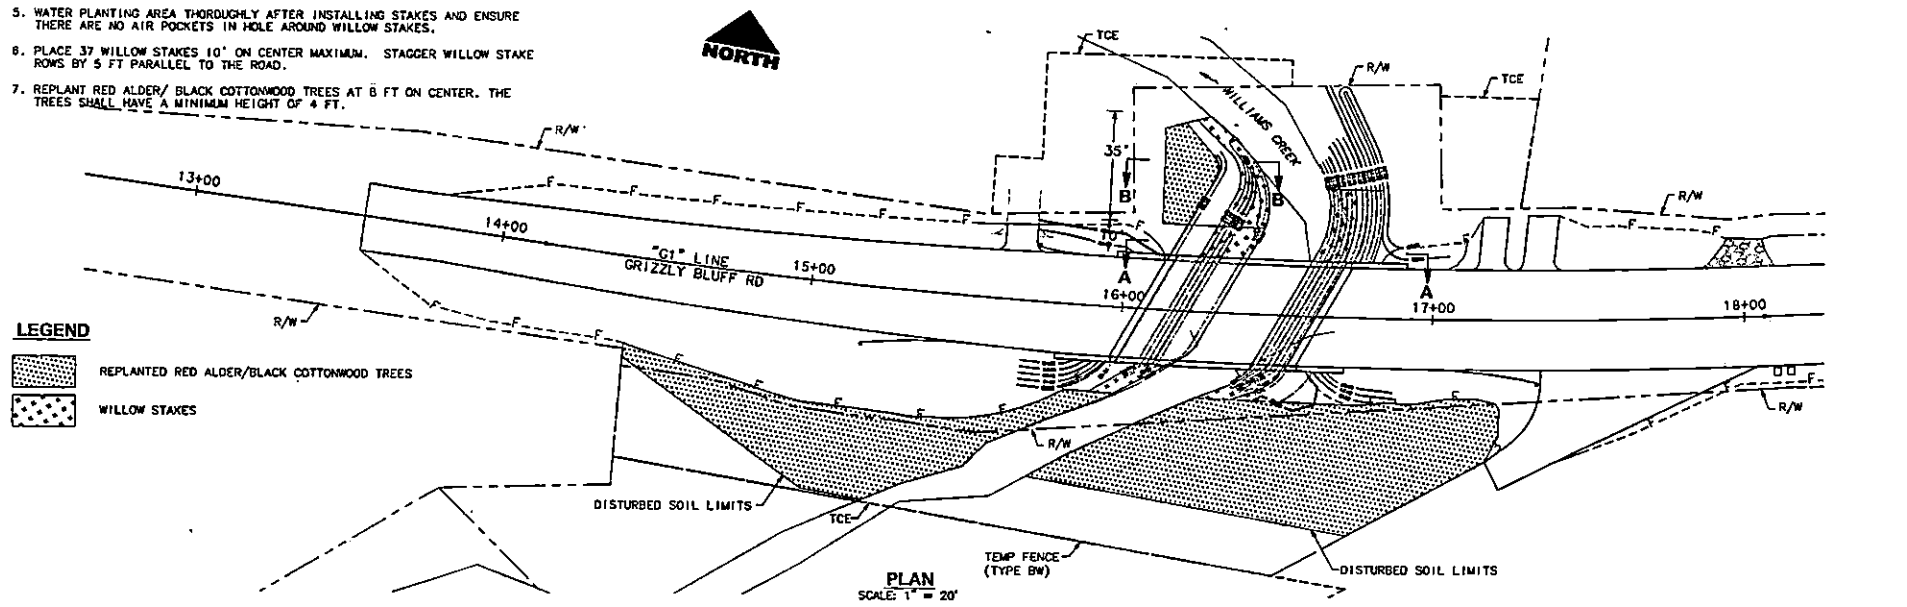 5. WATER PLANTING AREA THOROUGHLY AFTER INSTALLING STAKES AND ENSURE
THERE ARE NO AIR POCKETS IN HOLE AROUND WILLOW STAKES.
6. PLACE 37 WILLOW STAKES 10' ON CENTER MAXIMUM. STAGGER WILLOW STAKE
ROWS BY 5 FT PARALLEL TO THE ROAD.
7. REPLANT RED ALDER/ BLACK COTTONWOOD TREES AT 8 FT ON CENTER. THE
TREES SHALL HAVE A MINIMUM HEIGHT OF 4 FT.
NORTH
TCE
R/W
TCE
WILLIAMS CREEK
R/W
35'
13+00
B
B
R/W
F F F F F F F
F F F
14+00
10'
"G1" LINE
GRIZZLY BLUFF RD
15+00
A
A
16+00
17+00
18+00
R/W
F F F
LEGEND
REPLANTED RED ALDER/BLACK COTTONWOOD TREES
WILLOW STAKES
F F F F F F
F F F
R/W
R/W
DISTURBED SOIL LIMITS
TCE
TEMP FENCE
(TYPE BW)
DISTURBED SOIL LIMITS
PLAN
SCALE: 1" = 20'